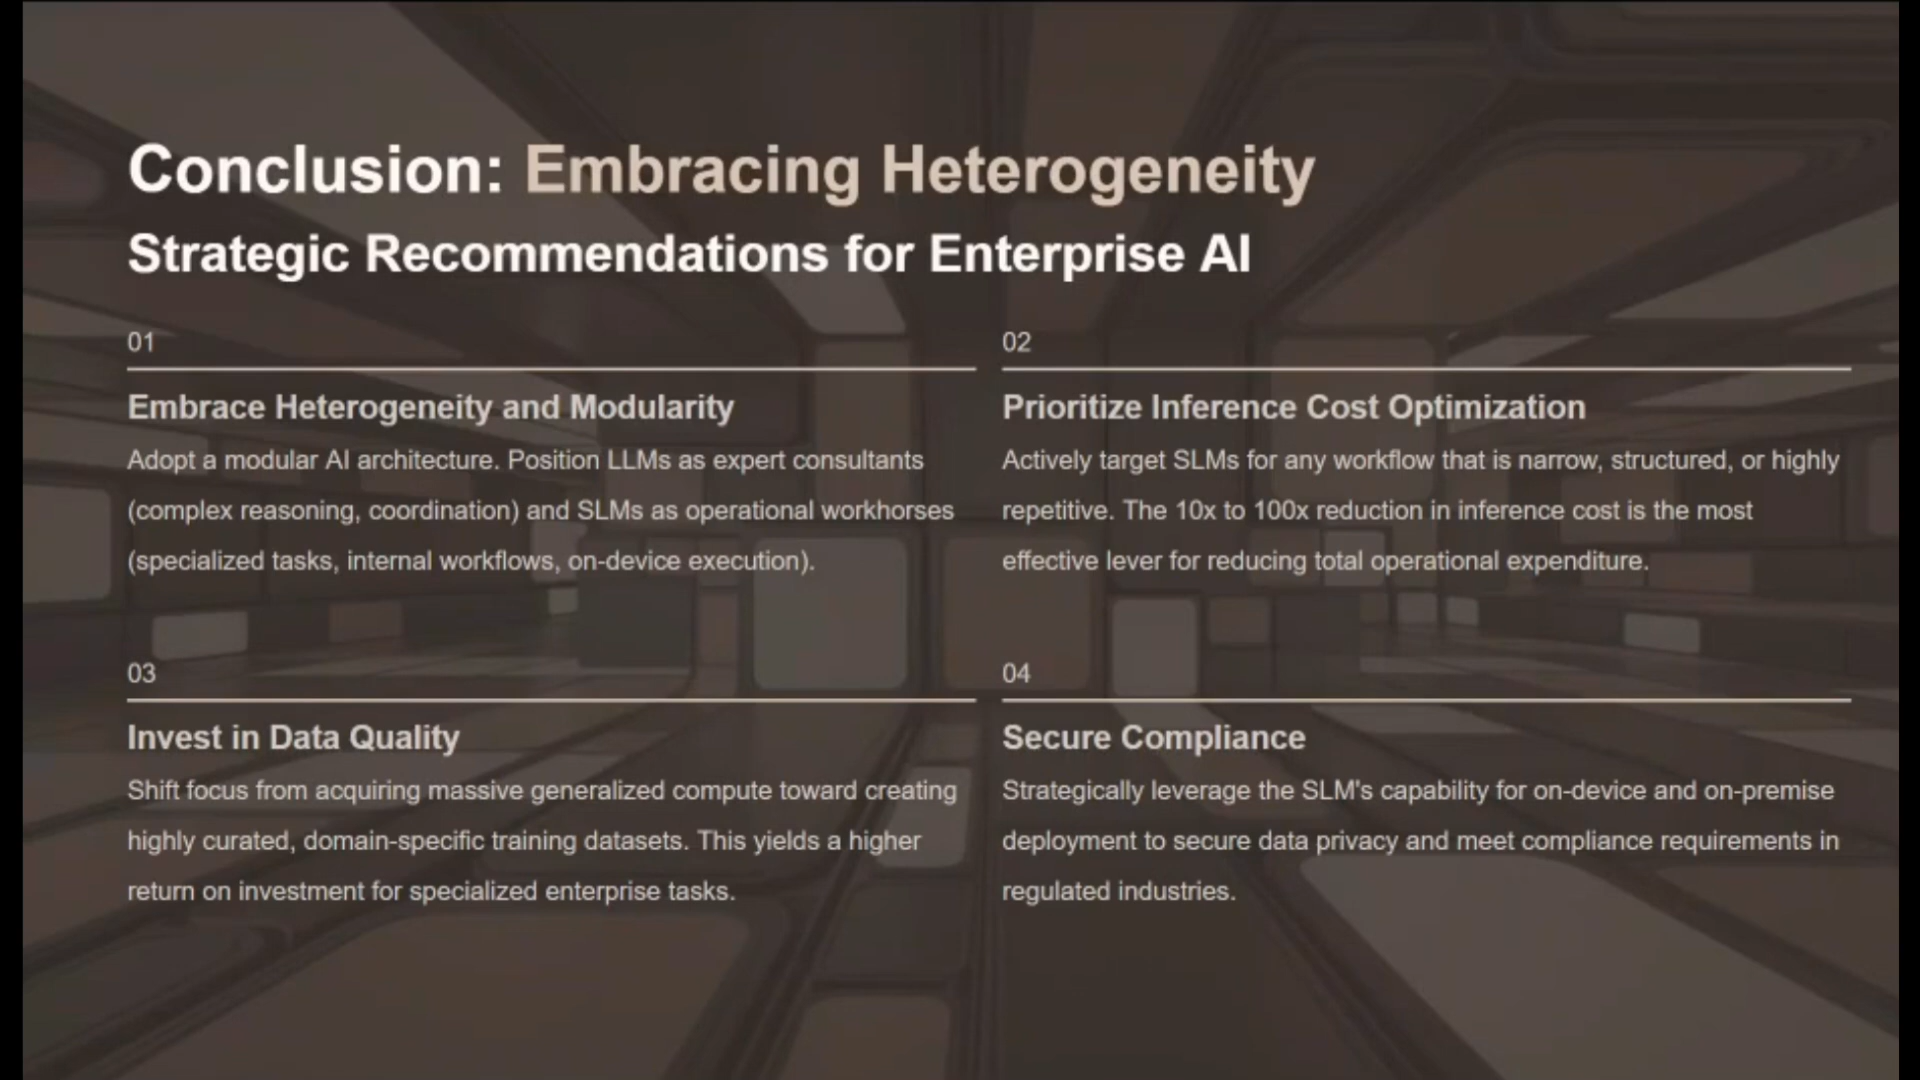 Conclusion: Embracing Heterogeneity
Strategic Recommendations for Enterprise AI
01
Embrace Heterogeneity and Modularity
Adopt a modular AI architecture. Position LLMs as expert consultants
(complex reasoning, coordination) and SLMs as operational workhorses
(specialized tasks, internal workflows, on-device execution).
02
Prioritize Inference Cost Optimization
Actively target SLMs for any workflow that is narrow, structured, or highly
repetitive. The 10x to 100x reduction in inference cost is the most
effective lever for reducing total operational expenditure.
03
Invest in Data Quality
Shift focus from acquiring massive generalized compute toward creating
highly curated, domain-specific training datasets. This yields a higher
return on investment for specialized enterprise tasks.
04
Secure Compliance
Strategically leverage the SLM's capability for on-device and on-premise
deployment to secure data privacy and meet compliance requirements in
regulated industries.